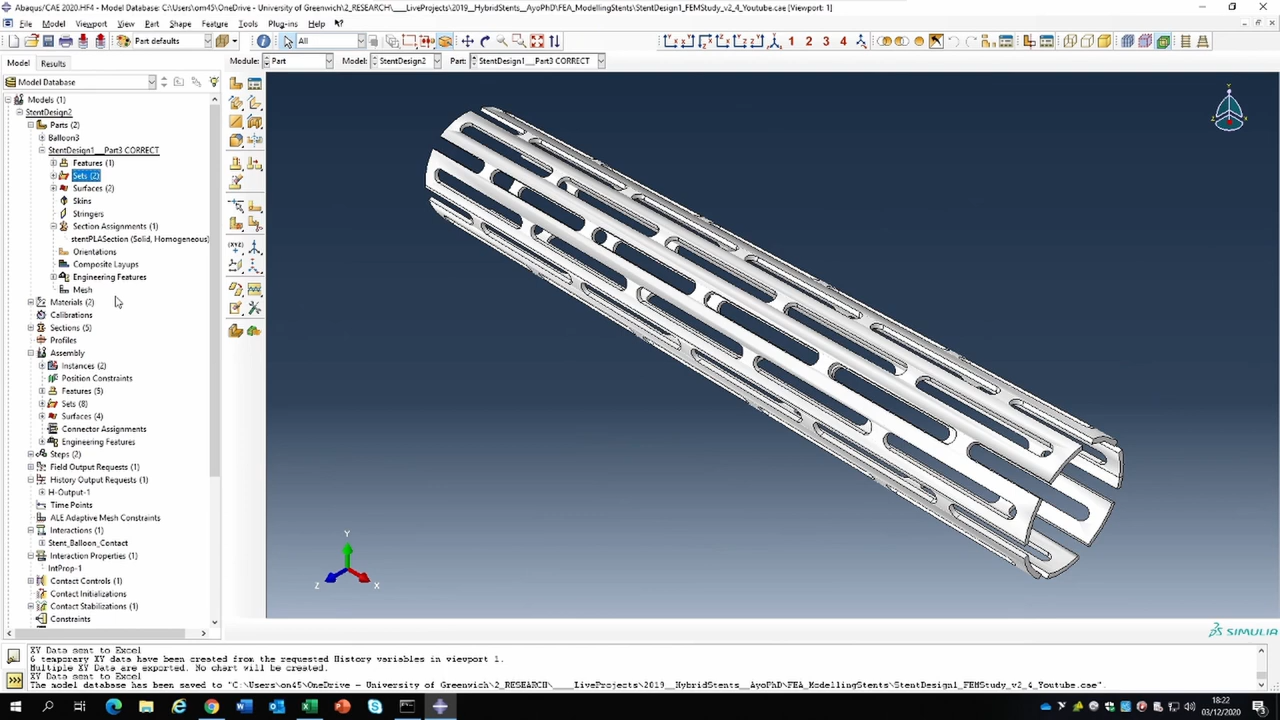 Abaqus/CAE 2020.HF4 - C:\Users\om45\OneDrive - University of Greenwich\2_RESEARCH\____LiveProjects\2019__HybridStents__AyoPhD\FEA_ModellingStents\StentDesign1_FEMStudy_v2_4_Youtube.cae [Viewport: 1]
File Model Viewport View Part Shape Feature Tools Plug-ins Help
Part defaults All 1 2 3 4
Model Results
Module: Part Model: StentDesign2 Part: StentDesign1__Part3 CORRECT
Model Database
Models (1)
StentDesign2
Parts (2)
Balloon3
StentDesign1__Part3 CORRECT
Features (1)
Sets (2)
Surfaces (2)
Skins
Stringers
Section Assignments (1)
stentPLASection (Solid, Homogeneous)
Orientations
Composite Layups
Engineering Features
Mesh
Materials (2)
Calibrations
Sections (5)
Profiles
Assembly
Instances (2)
Position Constraints
Features (5)
Sets (8)
Surfaces (4)
Connector Assignments
Engineering Features
Steps (2)
Field Output Requests (1)
History Output Requests (1)
H-Output-1
Time Points
ALE Adaptive Mesh Constraints
Interactions (1)
Stent_Balloon_Contact
Interaction Properties (1)
IntProp-1
Contact Controls (1)
Contact Initializations
Contact Stabilizations (1)
Constraints
Y
Z X
SIMULIA
XY Data sent to Excel
6 temporary XY data have been created from the requested History variables in viewport 1.
Multiple XY Data are exported. No chart will be created.
XY Data sent to Excel
The model database has been saved to "C:\Users\om45\OneDrive - University of Greenwich\2_RESEARCH\____LiveProjects\2019__HybridStents__AyoPhD\FEA_ModellingStents\StentDesign1_FEMStudy_v2_4_Youtube.cae".
18:22
03/12/2020